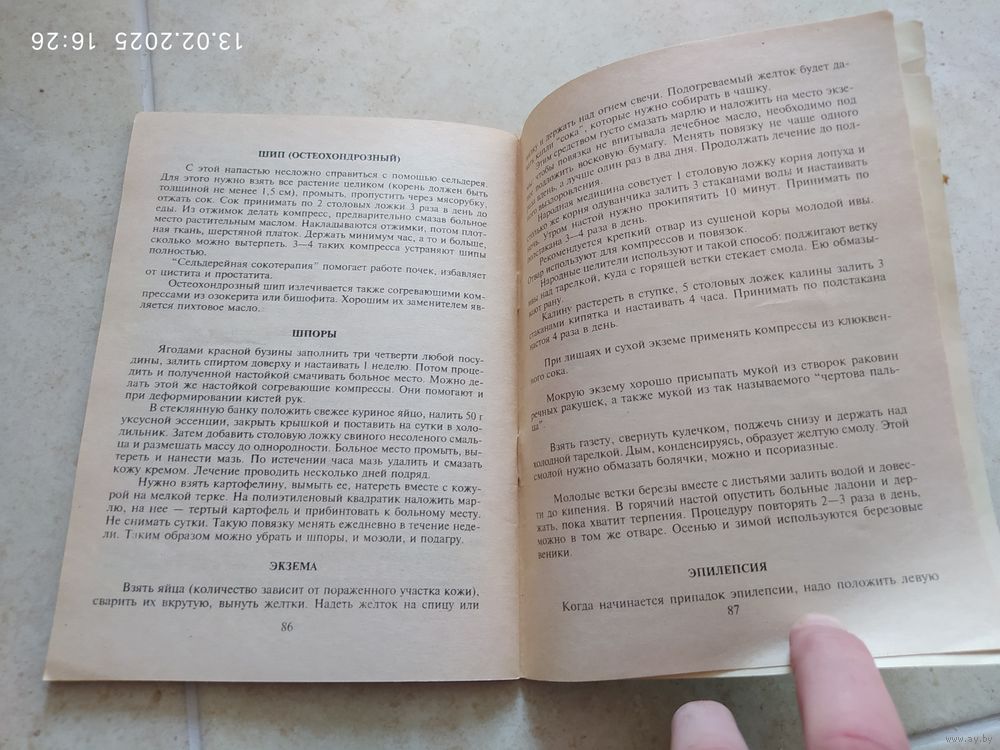 13.02.2025 16:26
ШИП (ОСТЕОХОНДРОЗНЫЙ)
С этой напастью несложно справиться с помощью сельдерея.
Для этого нужно взять все растение целиком (корень должен быть
толщиной не менее 1,5 см), промыть, пропустить через мясорубку,
отжать сок. Сок принимать по 2 столовых ложки 3 раза в день до
еды. Из отжимок делать компресс, предварительно смазав больное
место растительным маслом. Накладываются отжимки, потом плот-
ная ткань, шерстяной платок. Держать минимум час, а то и больше,
сколько можно вытерпеть. 3—4 таких компресса устраняют шипы
полностью.
“Сельдерейная сокотерапия” помогает работе почек, избавляет
от цистита и простатита.
Остеохондрозный шип излечивается также согревающими ком-
прессами из озокерита или бишофита. Хорошим их заменителем яв-
ляется пихтовое масло.
ШПОРЫ
Ягодами красной бузины заполнить три четверти любой посу-
дины, залить спиртом доверху и настаивать 1 неделю. Потом проце-
дить и полученной настойкой смачивать больное место. Можно де-
лать этой же настойкой согревающие компрессы. Они помогают и
при деформировании кистей рук.
В стеклянную банку положить свежее куриное яйцо, налить 50 г
уксусной эссенции, закрыть крышкой и поставить на сутки в холо-
дильник. Затем добавить столовую ложку свиного несоленого смаль-
ца и размешать массу до однородности. Больное место промыть, вы-
тереть и нанести мазь. По истечении часа мазь удалить и смазать
кожу кремом. Лечение проводить несколько дней подряд.
Нужно взять картофелину, вымыть ее, натереть вместе с кожу-
рой на мелкой терке. На полиэтиленовый квадратик наложить мар-
лю, на нее — тертый картофель и прибинтовать к больному месту.
Не снимать сутки. Такую повязку менять ежедневно в течение неде-
ли. Таким образом можно убрать и шпоры, и мозоли, и подагру.
ЭКЗЕМА
Взять яйца (количество зависит от пораженного участка кожи),
сварить их вкрутую, вынуть желтки. Надеть желток на спицу или
86
и держать над огнем свечи. Подогреваемый желток будет да-
капли “сока”, которые нужно собирать в чашку.
Этим средством густо смазать марлю и наложить на место экзе-
чтобы повязка не впитывала лечебное масло, необходимо под
подложить восковую бумагу. Менять повязку не чаще одного
в день, а лучше один раз в два дня. Продолжать лечение до пол-
выздоровления.
Народная медицина советует 1 столовую ложку корня лопуха и
столько же корня одуванчика залить 3 стаканами воды и настаивать
ночь. Утром настой нужно прокипятить 10 минут. Принимать по
полстакана 3—4 раза в день.
Рекомендуется крепкий отвар из сушеной коры молодой ивы.
Отвар используют для компрессов и повязок.
Народные целители используют и такой способ: поджигают ветку
ивы над тарелкой, куда с горящей ветки стекает смола. Ею обмазы-
вают рану.
Калину растереть в ступке, 5 столовых ложек калины залить 3
стаканами кипятка и настаивать 4 часа. Принимать по полстакана
настоя 4 раза в день.
При лишаях и сухой экземе применять компрессы из клюквен-
ного сока.
Мокрую экзему хорошо присыпать мукой из створок раковин
речных ракушек, а также мукой из так называемого “чертова паль-
ца”.
Взять газету, свернуть кулечком, поджечь снизу и держать над
холодной тарелкой. Дым, конденсируясь, образует желтую смолу. Этой
смолой нужно обмазать болячки, можно и псориазные.
Молодые ветки березы вместе с листьями залить водой и довес-
ти до кипения. В горячий настой опустить больные ладони и дер-
жать, пока хватит терпения. Процедуру повторять 2—3 раза в день,
можно в том же отваре. Осенью и зимой используются березовые
веники.
ЭПИЛЕПСИЯ
Когда начинается припадок эпилепсии, надо положить левую
87
www.ay.by